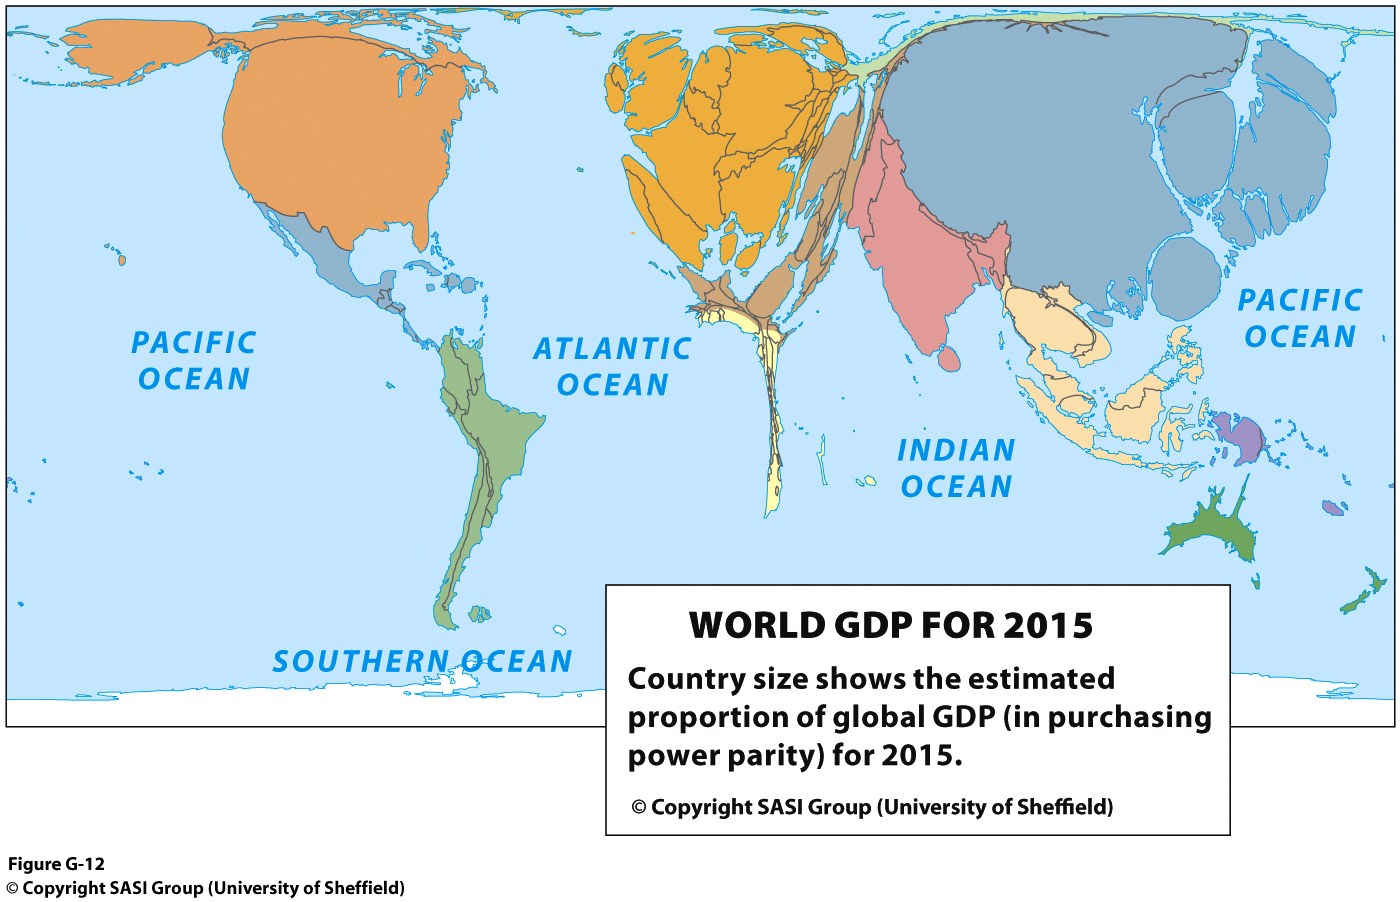 PACIFIC
OCEAN
ATLANTIC
OCEAN
PACIFIC
OCEAN
INDIAN
OCEAN
SOUTHERN OCEAN
WORLD GDP FOR 2015
Country size shows the estimated
proportion of global GDP (in purchasing
power parity) for 2015.
© Copyright SASI Group (University of Sheffield)
Figure G-12
© Copyright SASI Group (University of Sheffield)